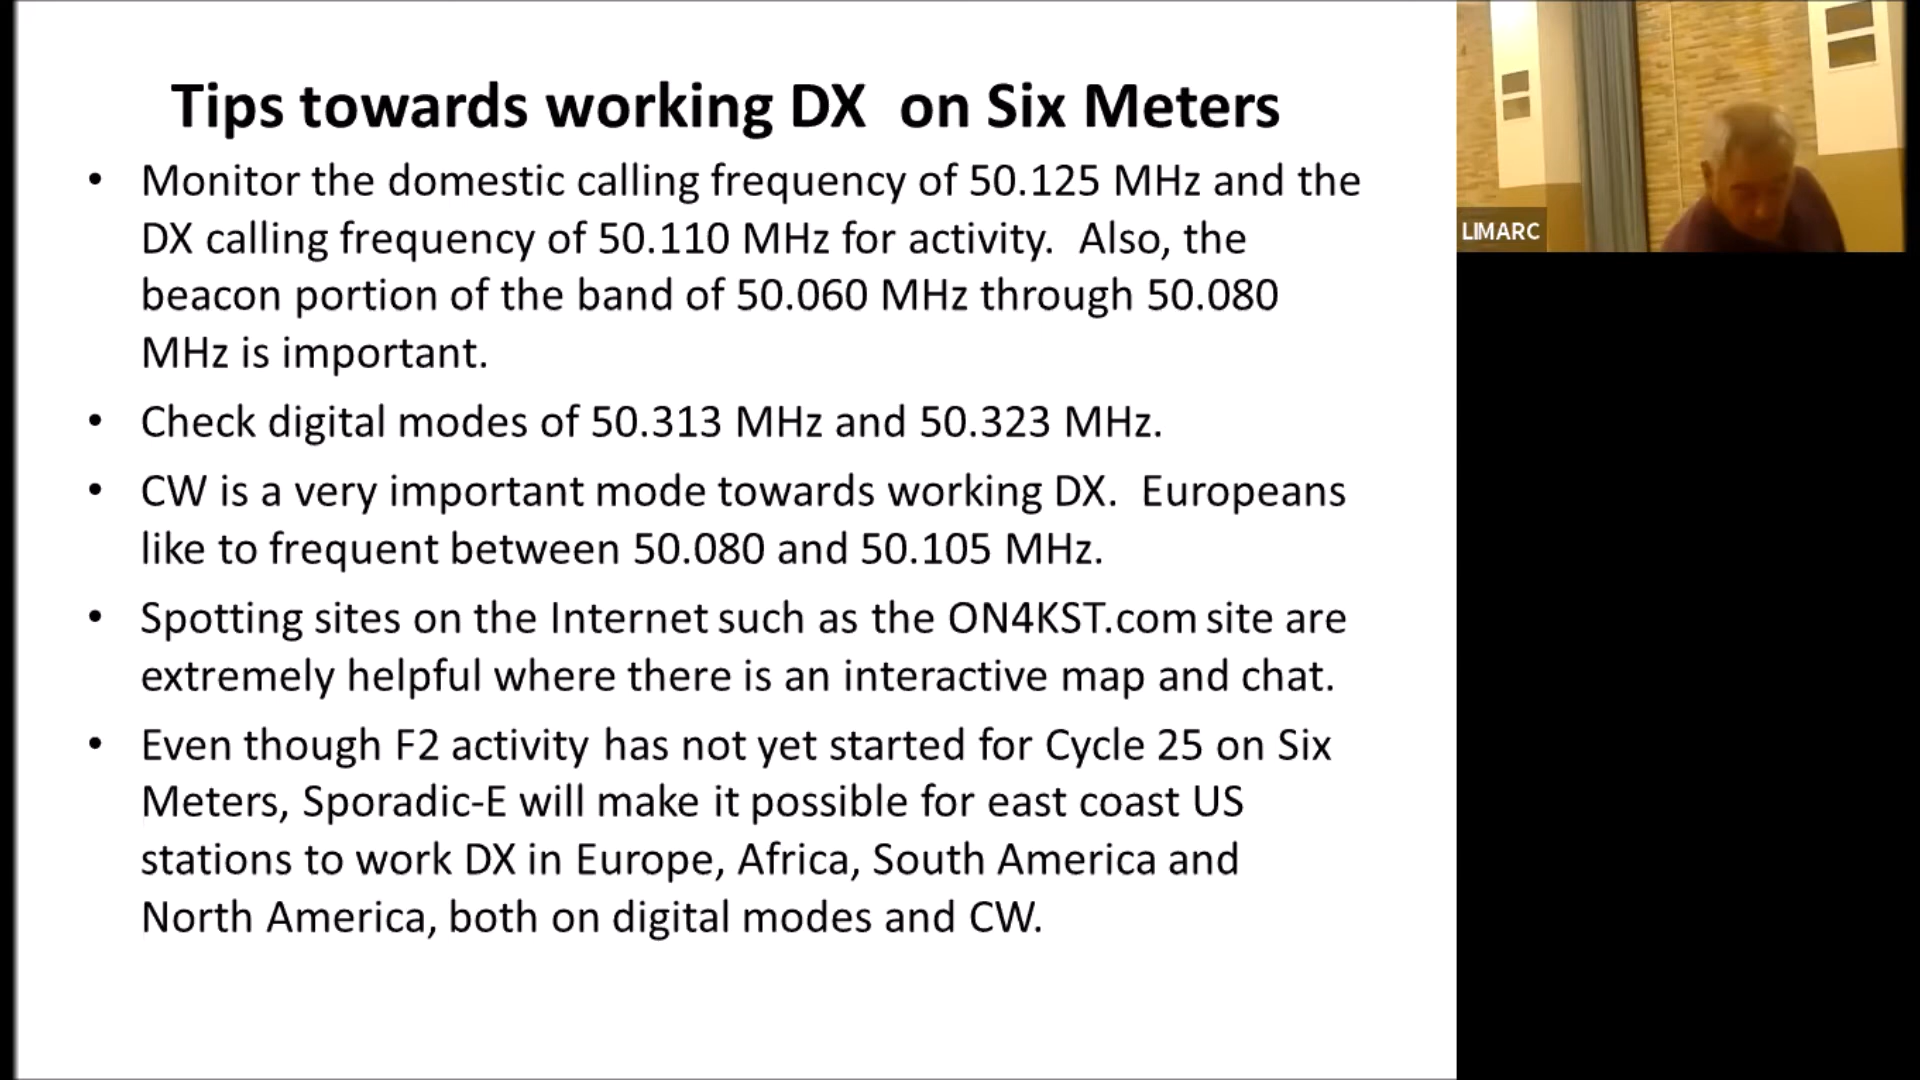 Tips towards working DX  on Six Meters
• Monitor the domestic calling frequency of 50.125 MHz and the
DX calling frequency of 50.110 MHz for activity.  Also, the
beacon portion of the band of 50.060 MHz through 50.080
MHz is important.
• Check digital modes of 50.313 MHz and 50.323 MHz.
• CW is a very important mode towards working DX.  Europeans
like to frequent between 50.080 and 50.105 MHz.
• Spotting sites on the Internet such as the ON4KST.com site are
extremely helpful where there is an interactive map and chat.
• Even though F2 activity has not yet started for Cycle 25 on Six
Meters, Sporadic-E will make it possible for east coast US
stations to work DX in Europe, Africa, South America and
North America, both on digital modes and CW.
LIMARC